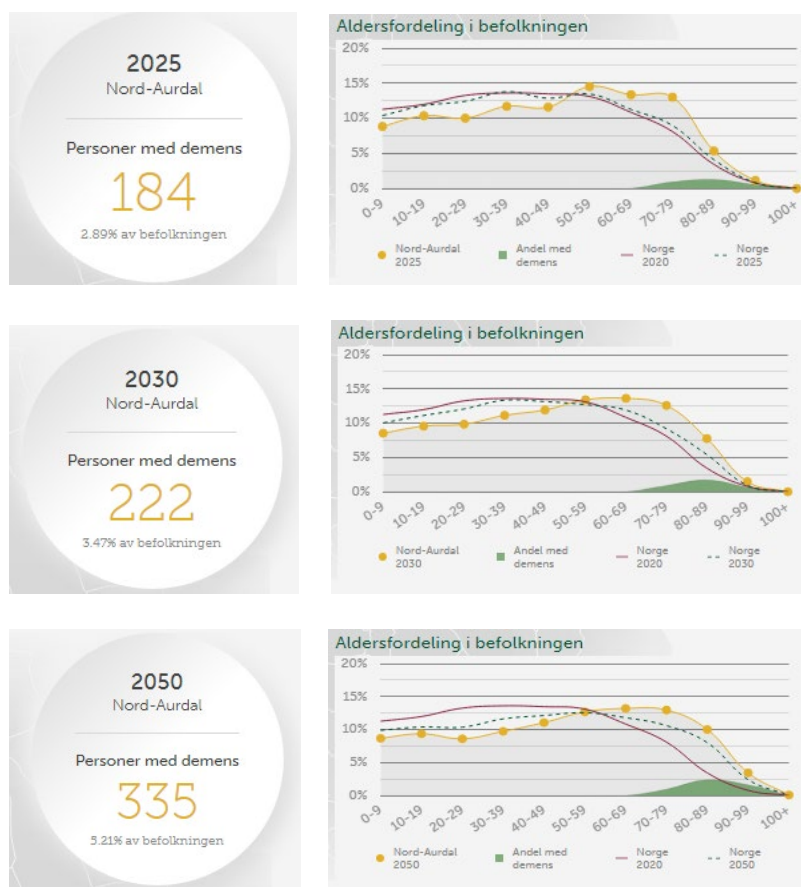 2025
Nord-Aurdal
Personer med demens
184
2.89% av befolkningen
Aldersfordeling i befolkningen
20%
15%
10%
5%
0%
0-9 10-19 20-29 30-39 40-49 50-59 60-69 70-79 80-89 90-99 100+
Nord-Aurdal 2025
Andel med demens
Norge 2020
Norge 2025
2030
Nord-Aurdal
Personer med demens
222
3.47% av befolkningen
Aldersfordeling i befolkningen
20%
15%
10%
5%
0%
0-9 10-19 20-29 30-39 40-49 50-59 60-69 70-79 80-89 90-99 100+
Nord-Aurdal 2030
Andel med demens
Norge 2020
Norge 2030
2050
Nord-Aurdal
Personer med demens
335
5.21% av befolkningen
Aldersfordeling i befolkningen
20%
15%
10%
5%
0%
0-9 10-19 20-29 30-39 40-49 50-59 60-69 70-79 80-89 90-99 100+
Nord-Aurdal 2050
Andel med demens
Norge 2020
Norge 2050